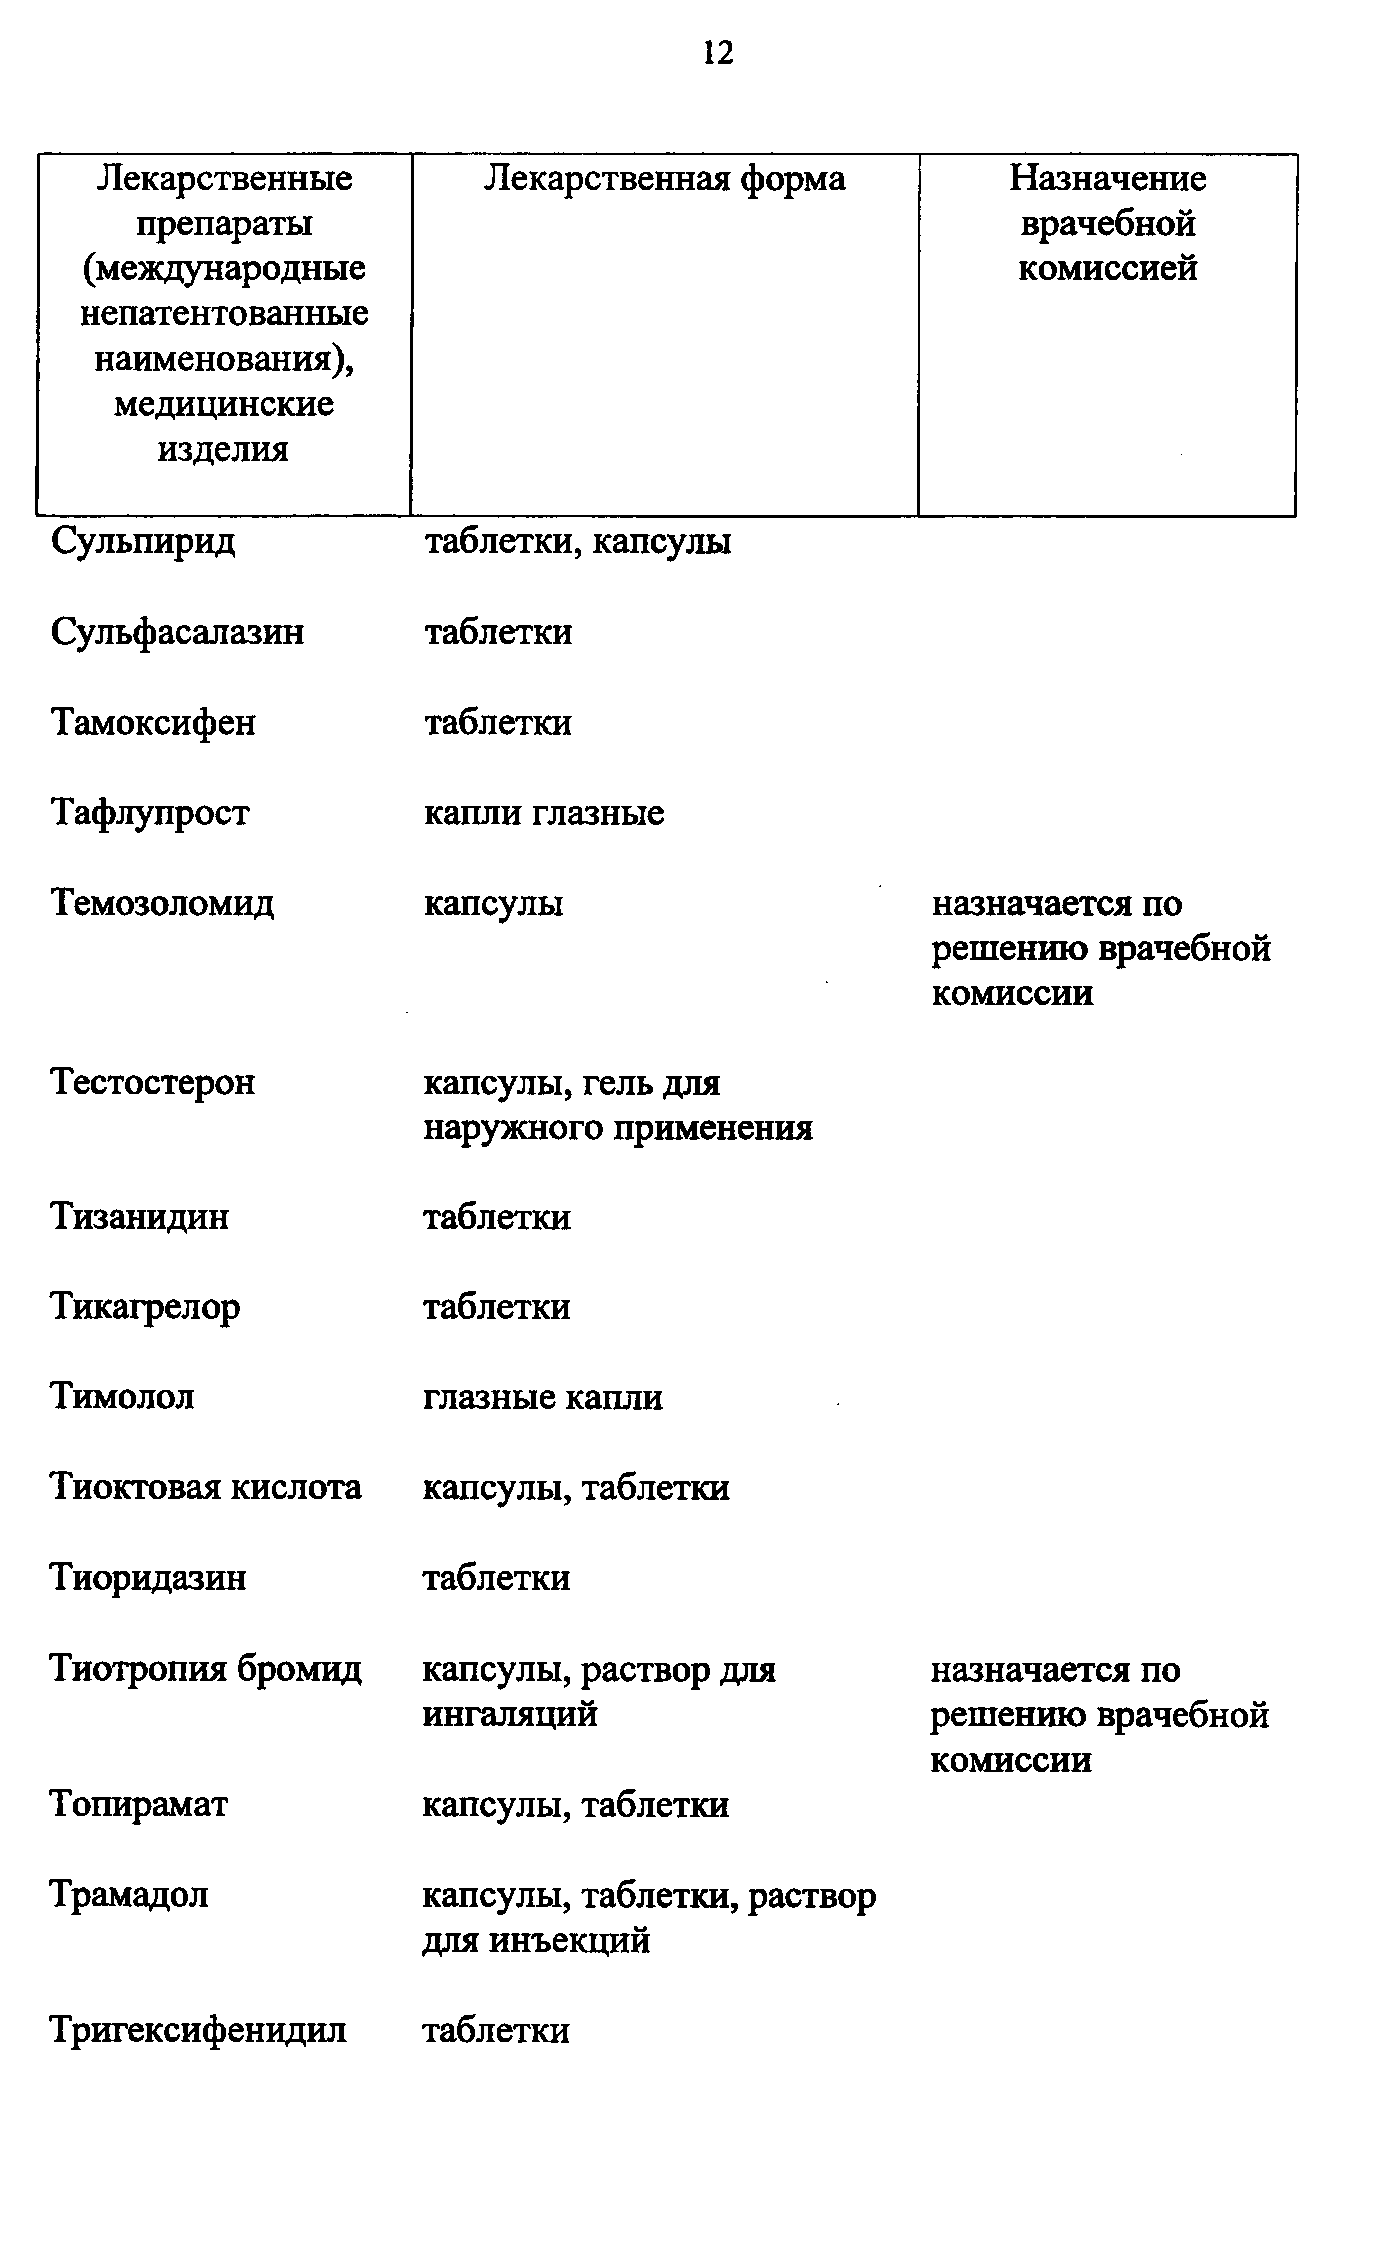 12
Лекарственные
препараты
(международные
непатентованные
наименования),
медицинские
изделия
Лекарственная форма
Назначение
врачебной
комиссией
Сульпирид
таблетки, капсулы
Сульфасалазин
таблетки
Тамоксифен
таблетки
Тафлупрост
капли глазные
Темозоломид
капсулы
назначается по
решению врачебной
комиссии
Тестостерон
капсулы, гель для
наружного применения
Тизанидин
таблетки
Тикагрелор
таблетки
Тимолол
глазные капли
Тиоктовая кислота
капсулы, таблетки
Тиоридазин
таблетки
Тиотропия бромид
капсулы, раствор для
ингаляций
назначается по
решению врачебной
комиссии
Топирамат
капсулы, таблетки
Трамадол
капсулы, таблетки, раствор
для инъекций
Тригексифенидил
таблетки